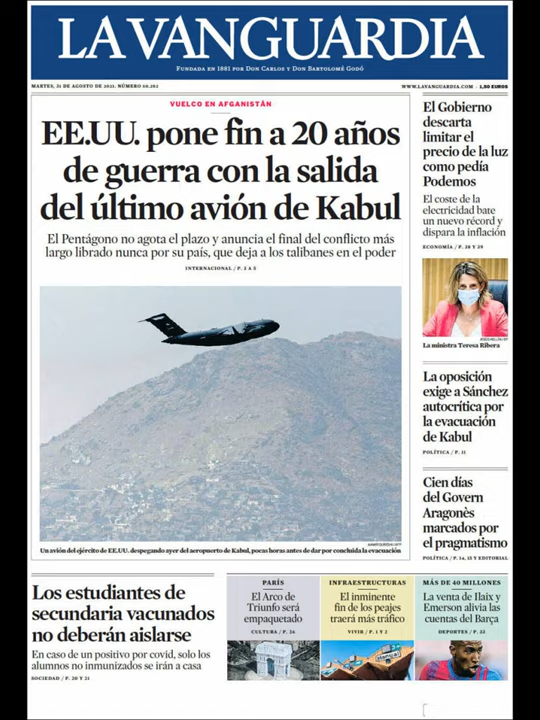 LA VANGUARDIA
FUNDADA EN 1881 POR DON CARLOS Y DON BARTOLOMÉ GODÓ
MARTES, 31 DE AGOSTO DE 2021. NÚMERO 50.202
WWW.LAVANGUARDIA.COM · 1,50 EUROS
VUELCO EN AFGANISTÁN
EE.UU. pone fin a 20 años
de guerra con la salida
del último avión de Kabul
El Pentágono no agota el plazo y anuncia el final del conflicto más
largo librado nunca por su país, que deja a los talibanes en el poder
INTERNACIONAL / P. 3 A 5
Un avión del ejército de EE.UU. despegando ayer del aeropuerto de Kabul, pocas horas antes de dar por concluida la evacuación
El Gobierno
descarta
limitar el
precio de la luz
como pedía
Podemos
El coste de la
electricidad bate
un nuevo récord y
dispara la inflación
ECONOMÍA / P. 28 Y 29
La ministra Teresa Ribera
La oposición
exige a Sánchez
autocrítica por
la evacuación
de Kabul
POLÍTICA / P. 11
Cien días
del Govern
Aragonès
marcados por
el pragmatismo
POLÍTICA / P. 14, 15 Y EDITORIAL
Los estudiantes de
secundaria vacunados
no deberán aislarse
En caso de un positivo por covid, solo los
alumnos no inmunizados se irán a casa
SOCIEDAD / P. 20 Y 21
PARÍS
El Arco de
Triunfo será
empaquetado
CULTURA / P. 26
INFRAESTRUCTURAS
El inminente
fin de los peajes
traerá más tráfico
VIVIR / P. 1 Y 2
Manual
MÁS DE 40 MILLONES
La venta de Ilaix y
Emerson alivia las
cuentas del Barça
DEPORTES / P. 32